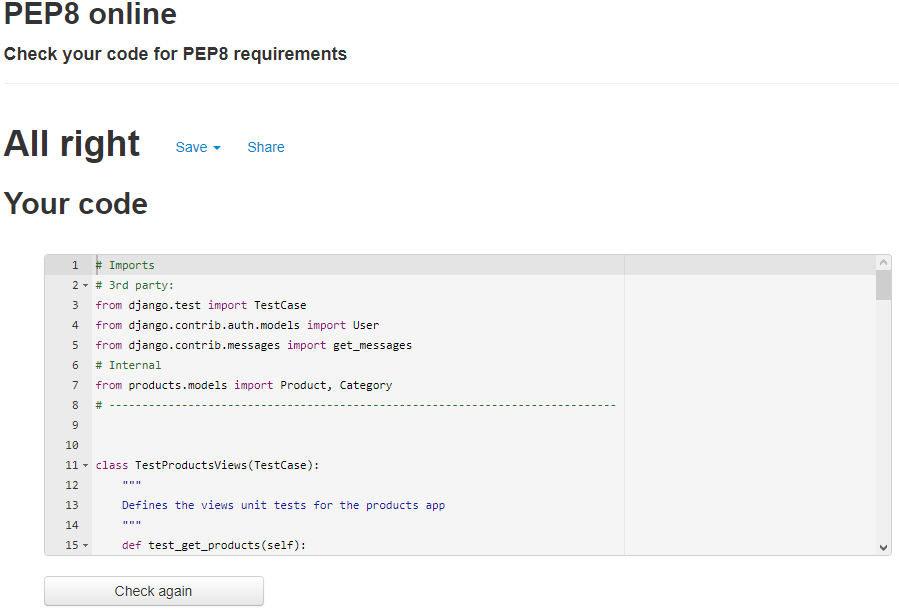 PEP8 online
Check your code for PEP8 requirements
All right Save Share
Your code
1 # Imports
2 # 3rd party:
3 from django.test import TestCase
4 from django.contrib.auth.models import User
5 from django.contrib.messages import get_messages
6 # Internal
7 from products.models import Product, Category
8 # -----------------------------------------------------------------------------
9
10
11 class TestProductsViews(TestCase):
12 """
13 Defines the views unit tests for the products app
14 """
15 def test_get_products(self):
Check again